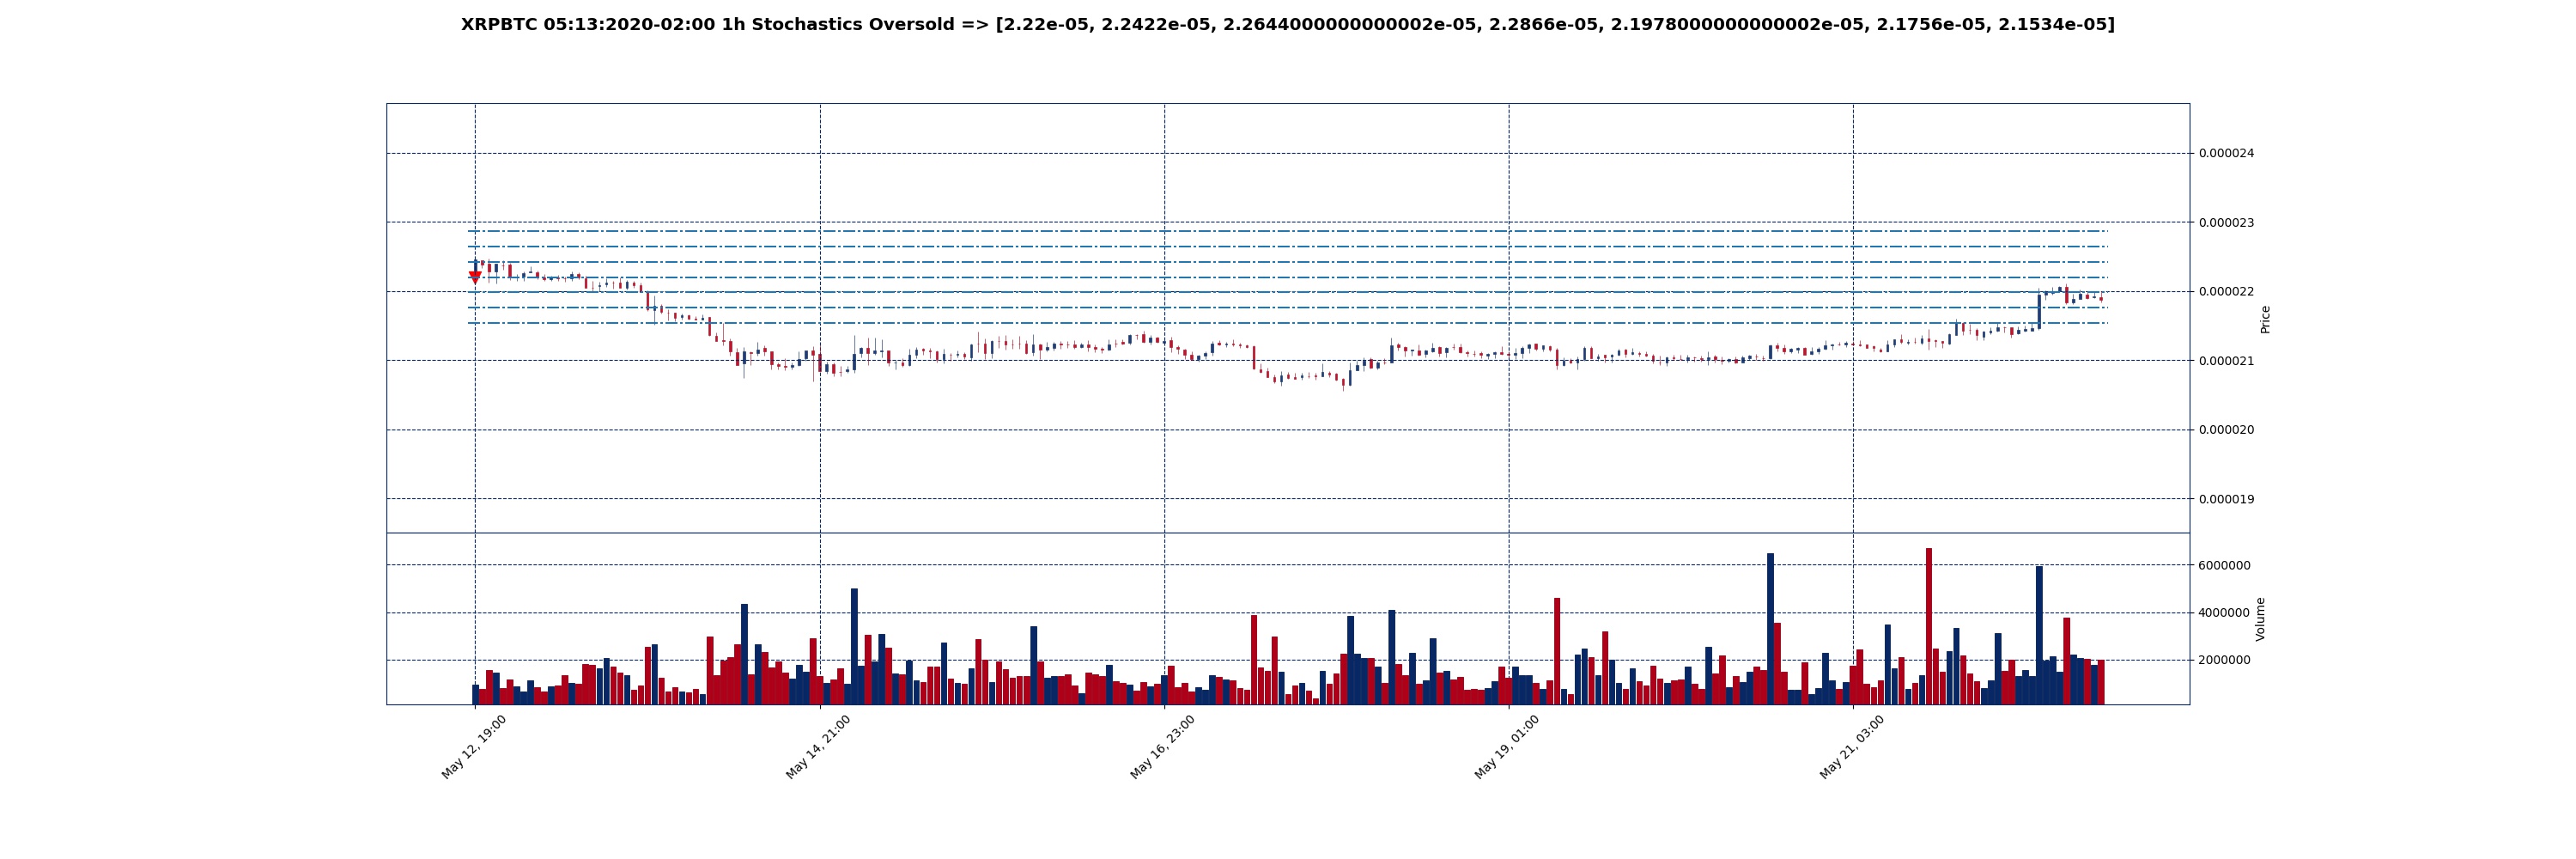 XRPBTC 05:13:2020-02:00 1h Stochastics Oversold => [2.22e-05, 2.2422e-05, 2.2644000000000002e-05, 2.2866e-05, 2.1978000000000002e-05, 2.1756e-05, 2.1534e-05]
0.000024
0.000023
0.000022
0.000021
0.000020
0.000019
Price
6000000
4000000
2000000
Volume
May 12, 19:00
May 14, 21:00
May 16, 23:00
May 19, 01:00
May 21, 03:00